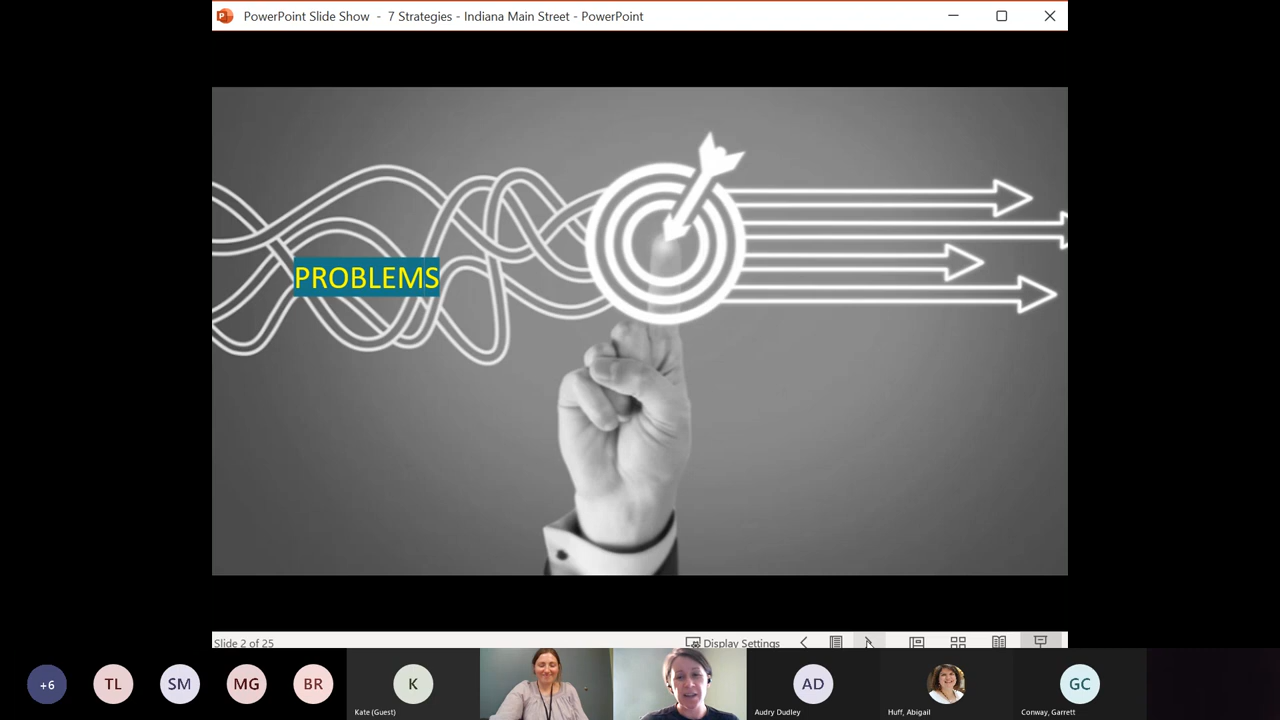 PowerPoint Slide Show - 7 Strategies - Indiana Main Street - PowerPoint
PROBLEMS
Slide 2 of 25
Display Settings
+6
TL
SM
MG
BR
K
AD
GC
Kate (Guest)
Audry Dudley
Huff, Abigail
Conway, Garrett